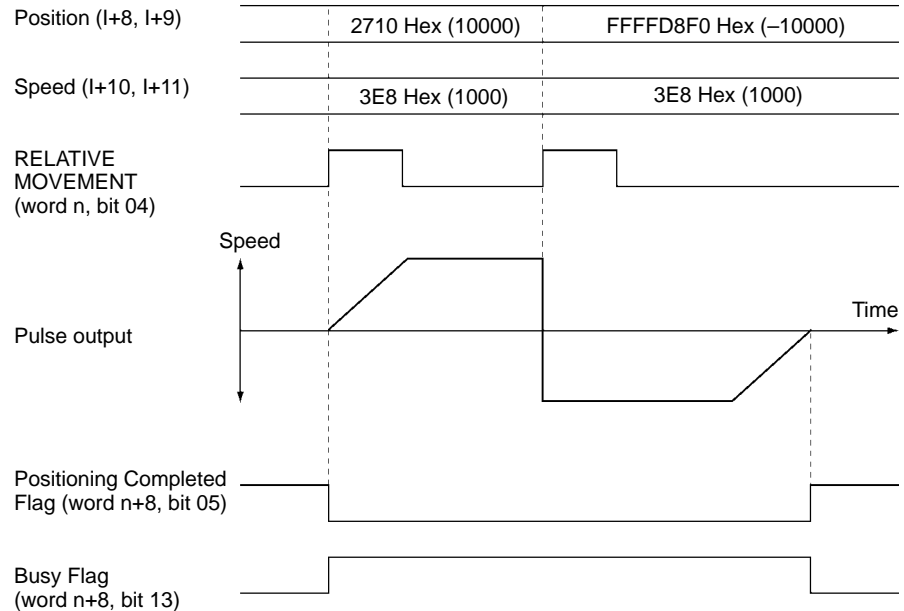 Position (I+8, I+9)
2710 Hex (10000)
FFFFD8F0 Hex (–10000)
Speed (I+10, I+11)
3E8 Hex (1000)
3E8 Hex (1000)
RELATIVE
MOVEMENT
(word n, bit 04)
Speed
Time
Pulse output
Positioning Completed
Flag (word n+8, bit 05)
Busy Flag
(word n+8, bit 13)